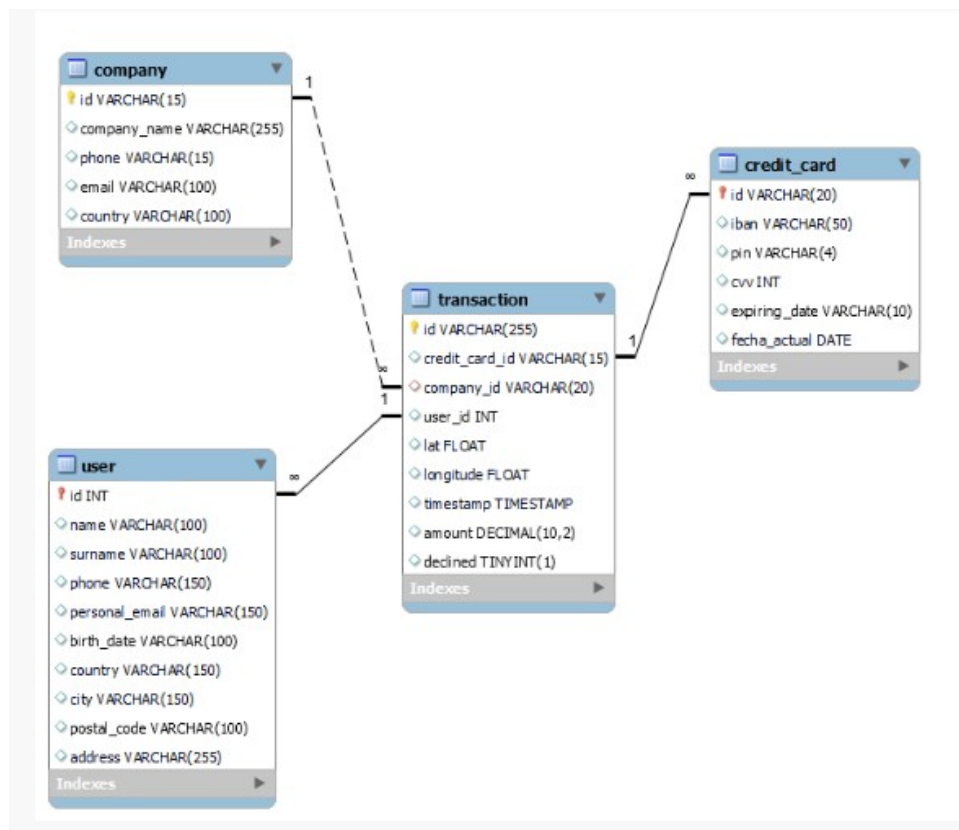 company
id VARCHAR(15)
company_name VARCHAR(255)
phone VARCHAR(15)
email VARCHAR(100)
country VARCHAR(100)
Indexes
1
∞
credit_card
id VARCHAR(20)
iban VARCHAR(50)
pin VARCHAR(4)
cvv INT
expiring_date VARCHAR(10)
fecha_actual DATE
Indexes
∞
1
transaction
id VARCHAR(255)
credit_card_id VARCHAR(15)
company_id VARCHAR(20)
user_id INT
lat FLOAT
longitude FLOAT
timestamp TIMESTAMP
amount DECIMAL(10,2)
declined TINYINT(1)
Indexes
1
∞
user
id INT
name VARCHAR(100)
surname VARCHAR(100)
phone VARCHAR(150)
personal_email VARCHAR(150)
birth_date VARCHAR(100)
country VARCHAR(150)
city VARCHAR(150)
postal_code VARCHAR(100)
address VARCHAR(255)
Indexes